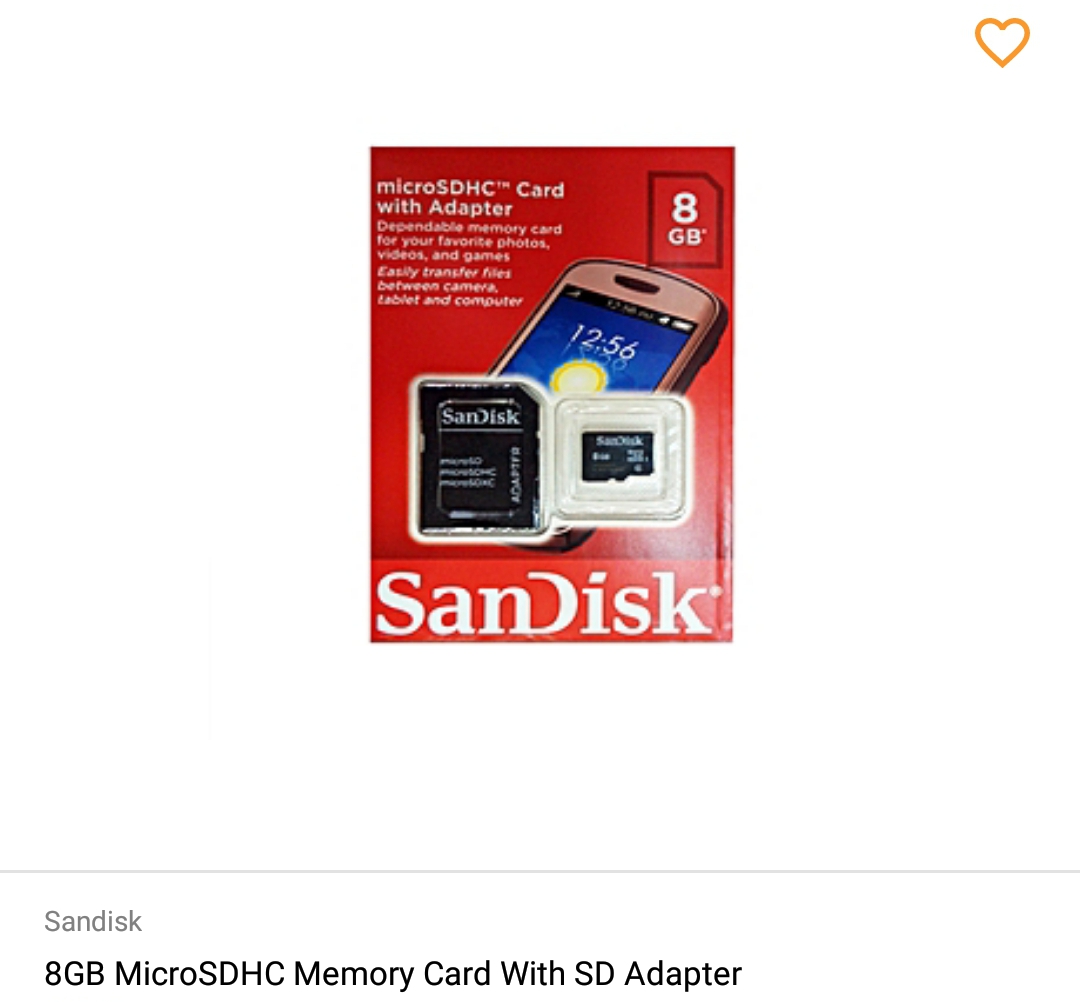 microSDHC™ Card
with Adapter
Dependable memory card
for your favorite photos,
videos, and games
Easily transfer files
between camera,
tablet and computer
8
GB*
12:56
SanDisk
microSD
microSDHC
microSDXC
ADAPTER
SanDisk
8GB
SanDisk®
Sandisk
8GB MicroSDHC Memory Card With SD Adapter